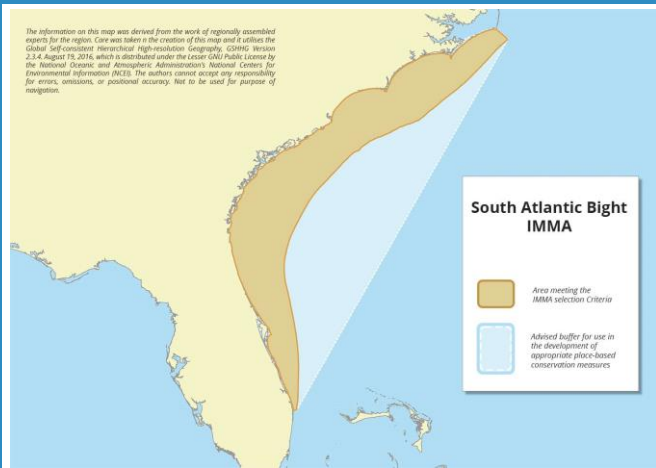 The information on this map was derived from the work of regionally assembled
experts for the region. Care was taken n the creation of this map and it utilises the
Global Self-consistent Hierarchical High-resolution Geography, GSHHG Version
2.3.4. August 19, 2016, which is distributed under the Lesser GNU Public License by
the National Oceanic and Atmospheric Administration's National Centers for
Environmental Information (NCEI). The authors cannot accept any responsibility
for errors, omissions, or positional accuracy. Not to be used for purpose of
navigation.
South Atlantic Bight
IMMA
Area meeting the
IMMA selection Criteria
Advised buffer for use in
the development of
appropriate place-based
conservation measures